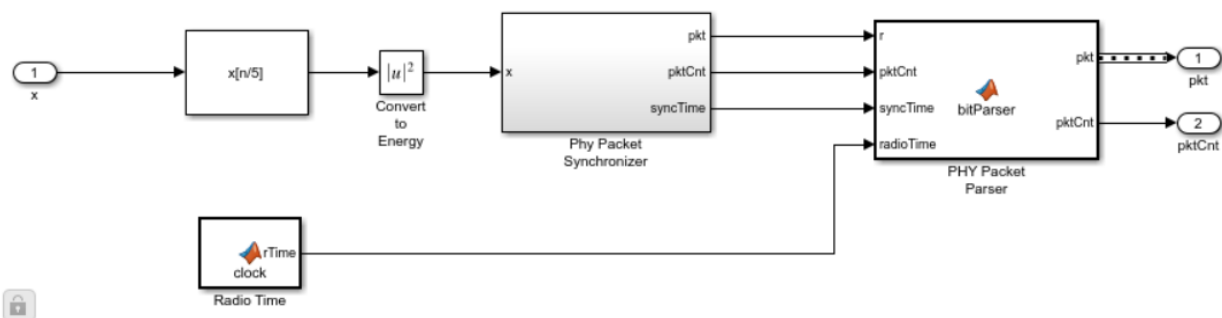 1
x
x[n/5]
|u|²
Convert
to
Energy
x
pkt
pktCnt
syncTime
Phy Packet
Synchronizer
r
pktCnt
syncTime
radioTime
bitParser
pkt
pktCnt
PHY Packet
Parser
1
pkt
2
pktCnt
rTime
clock
Radio Time